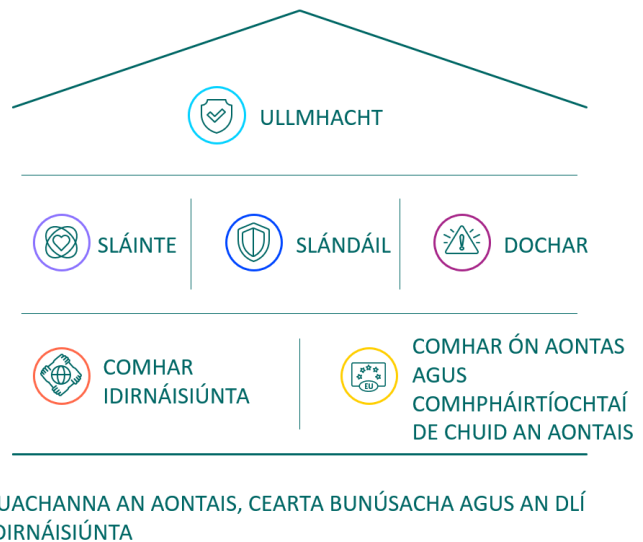 ULLMHACHT
SLÁINTE
SLÁNDÁIL
DOCHAR
COMHAR
IDIRNÁISIÚNTA
COMHAR ÓN AONTAS
AGUS
COMHPHÁIRTÍOCHTAÍ
DE CHUID AN AONTAIS
EU
UACHANNA AN AONTAIS, CEARTA BUNÚSACHA AGUS AN DLÍ
DIRNÁISIÚNTA